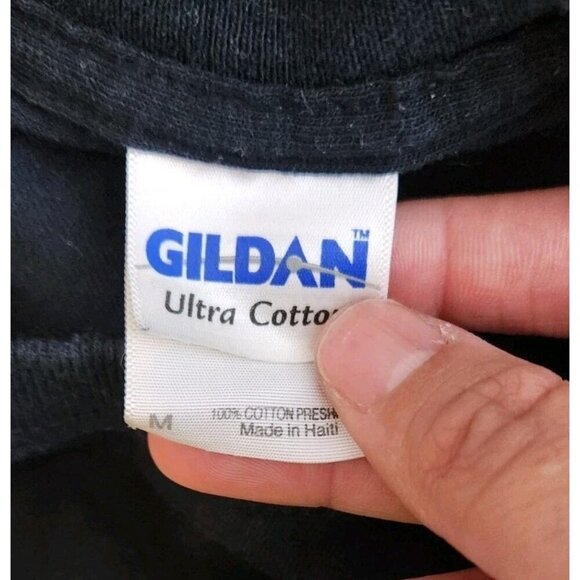 GILDAN™
Ultra Cotto
M
100% COTTON PRESH
Made in Haiti